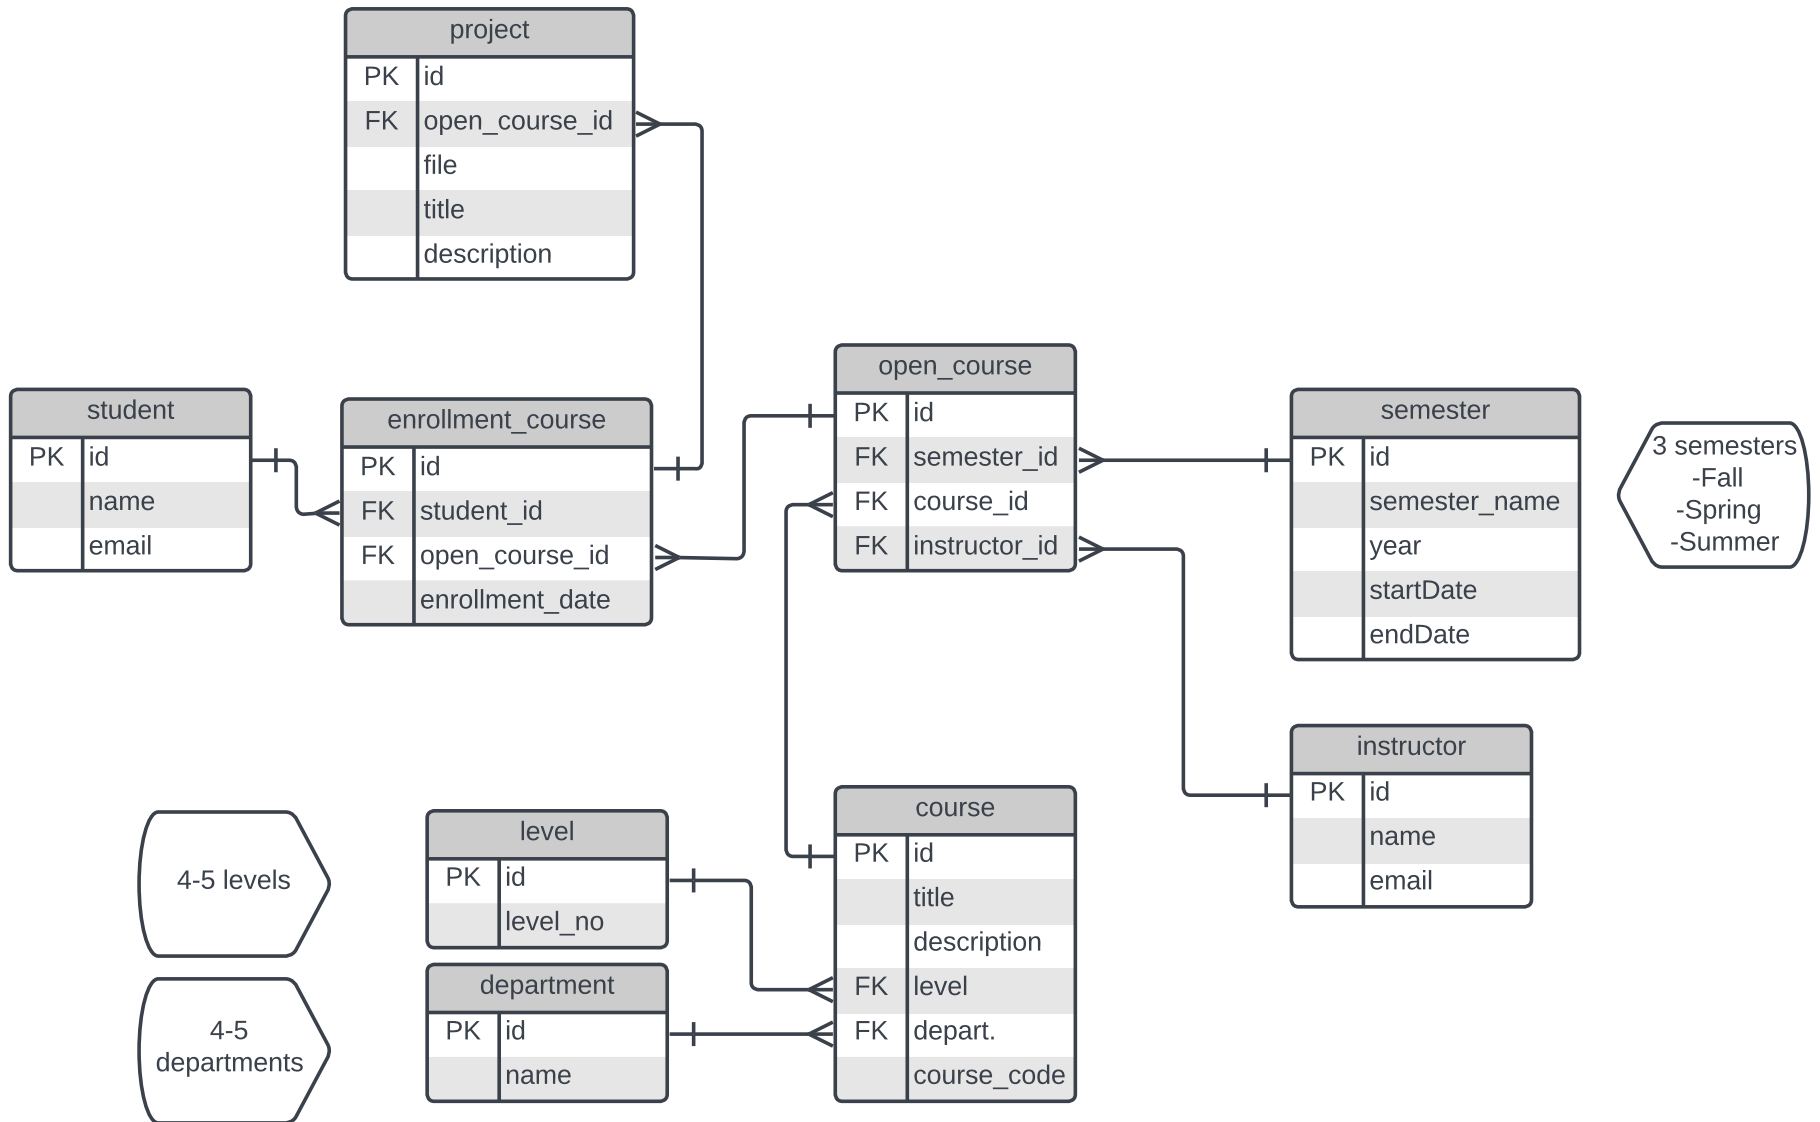 project
PK id
FK open_course_id
file
title
description
student
PK id
name
email
enrollment_course
PK id
FK student_id
FK open_course_id
enrollment_date
open_course
PK id
FK semester_id
FK course_id
FK instructor_id
semester
PK id
semester_name
year
startDate
endDate
3 semesters
-Fall
-Spring
-Summer
instructor
PK id
name
email
4-5 levels
level
PK id
level_no
4-5
departments
department
PK id
name
course
PK id
title
description
FK level
FK depart.
course_code